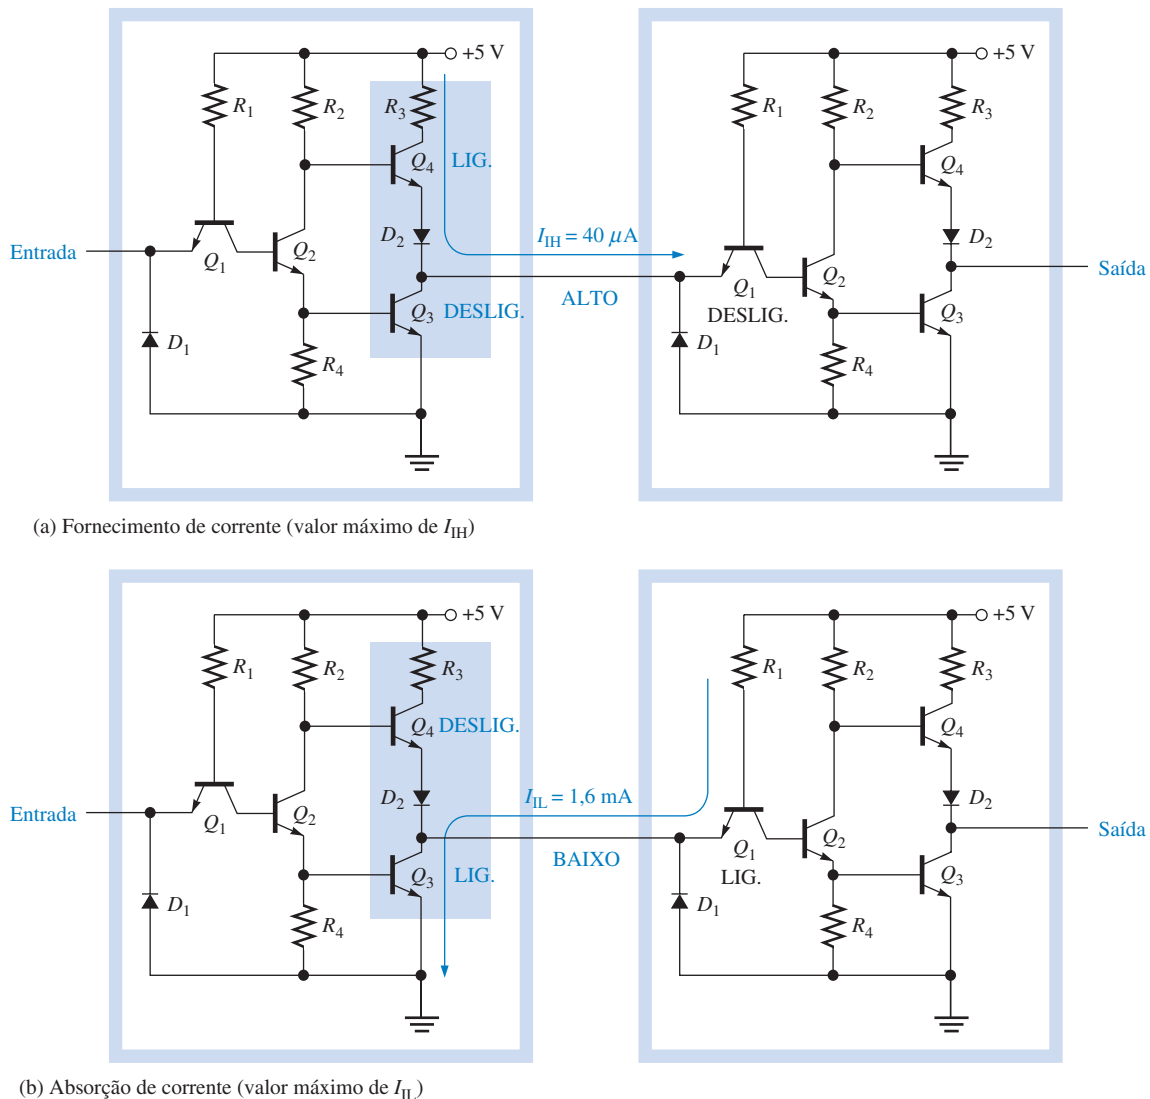 +5 V +5 V
R1 R2 R3 R1 R2 R3
Q4 LIG. Q4
Entrada Q1 Q2 D2 IIH = 40 μA Q1 Q2 D2 Saída
DESLIG. ALTO DESLIG.
Q3 Q3
D1 R4 D1 R4
(a) Fornecimento de corrente (valor máximo de IIH)
+5 V +5 V
R1 R2 R3 R1 R2 R3
Q4 DESLIG. Q4
Entrada Q1 Q2 D2 IIL = 1,6 mA Q1 Q2 D2 Saída
LIG. BAIXO LIG.
Q3 Q3
D1 R4 D1 R4
(b) Absorção de corrente (valor máximo de IIL)